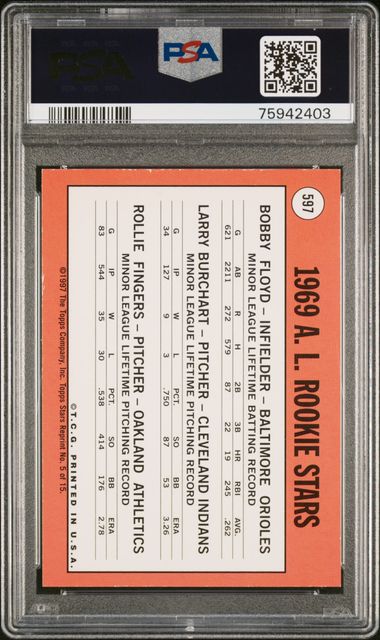 PSA
PSA
75942403
597
1969 A. L. ROOKIE STARS
BOBBY FLOYD – INFIELDER – BALTIMORE ORIOLES
MINOR LEAGUE LIFETIME BATTING RECORD
G AB R H 2B 3B HR RBI AVG.
621 2211 272 579 87 22 19 245 .262
LARRY BURCHART – PITCHER – CLEVELAND INDIANS
MINOR LEAGUE LIFETIME PITCHING RECORD
G IP W L PCT. SO BB ERA
34 127 9 3 .750 87 53 3.26
ROLLIE FINGERS – PITCHER – OAKLAND ATHLETICS
MINOR LEAGUE LIFETIME PITCHING RECORD
G IP W L PCT. SO BB ERA
83 544 35 30 .538 414 176 2.78
© T.C.G. PRINTED IN U.S.A.
©1997 The Topps Company, Inc. Topps Stars Reprint No. 5 of 15.